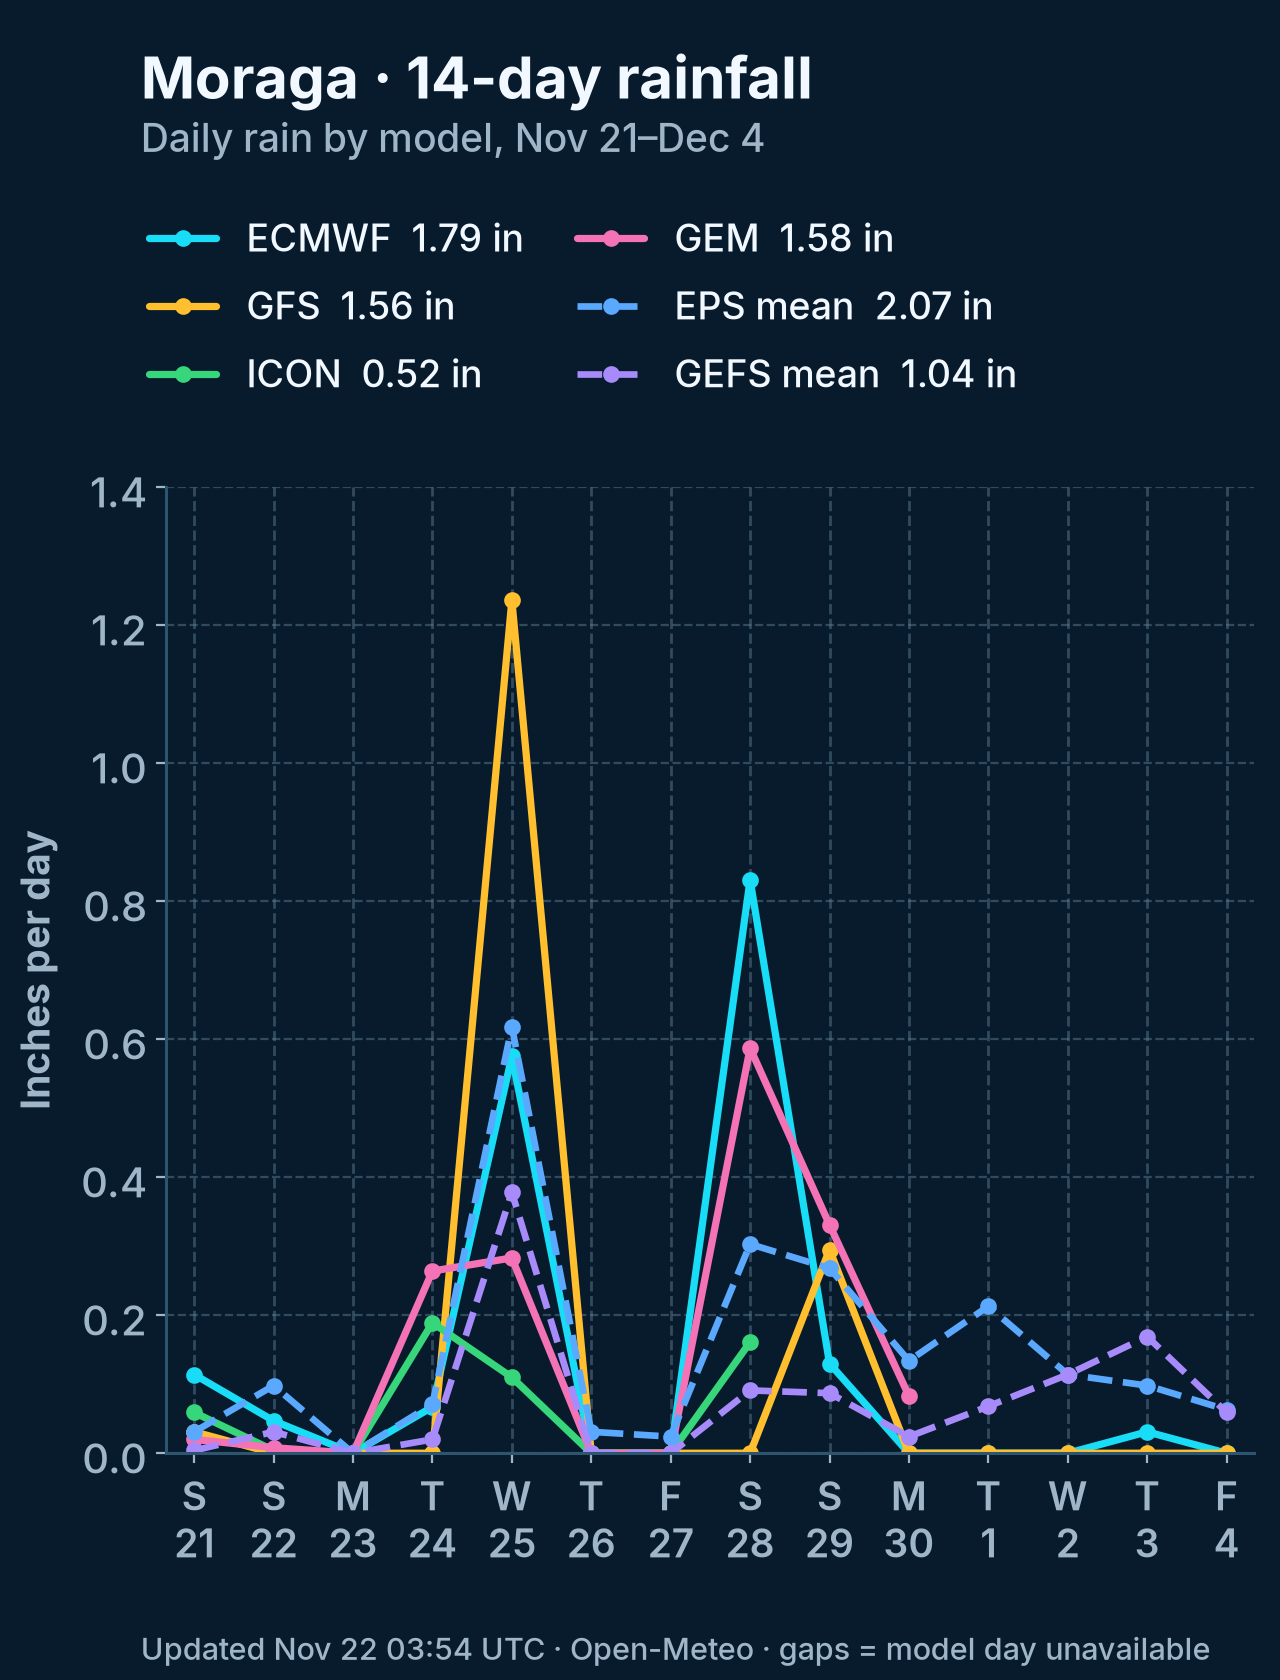 Moraga · 14-day rainfall
Daily rain by model, Nov 21–Dec 4
ECMWF 1.79 in
GEM 1.58 in
GFS 1.56 in
EPS mean 2.07 in
ICON 0.52 in
GEFS mean 1.04 in
Inches per day
1.4
1.2
1.0
0.8
0.6
0.4
0.2
0.0
S S M T W T F S S M T W T F
21 22 23 24 25 26 27 28 29 30 1 2 3 4
Updated Nov 22 03:54 UTC · Open-Meteo · gaps = model day unavailable